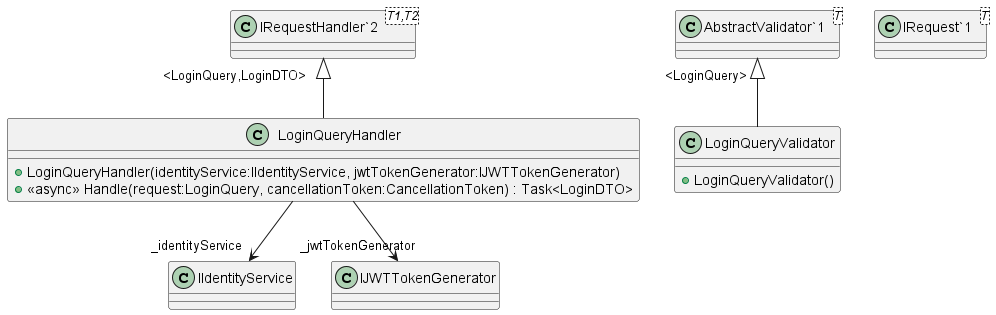 C IRequestHandler`2 T1,T2
C AbstractValidator`1 T
C IRequest`1 T
<LoginQuery,LoginDTO>
<LoginQuery>
C LoginQueryHandler
LoginQueryHandler(identityService:IIdentityService, jwtTokenGenerator:IJWTTokenGenerator)
«async» Handle(request:LoginQuery, cancellationToken:CancellationToken) : Task<LoginDTO>
C LoginQueryValidator
LoginQueryValidator()
_identityService
_jwtTokenGenerator
C IIdentityService
C IJWTTokenGenerator